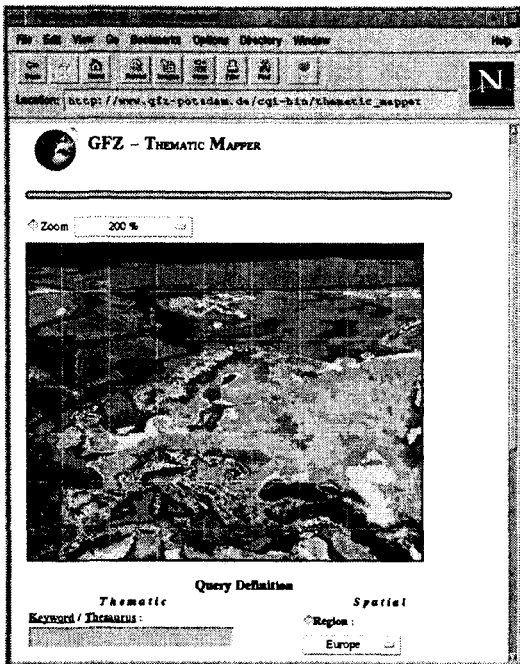 File Edit View Go Bookmarks Options Directory Window Help
Location: http://www.gfz-potsdam.de/cgi-bin/thematic_mapper
N
GFZ – THEMATIC MAPPER
Zoom 200 %
Query Definition
Thematic Spatial
Keyword / Thesaurus : Region :
Europe